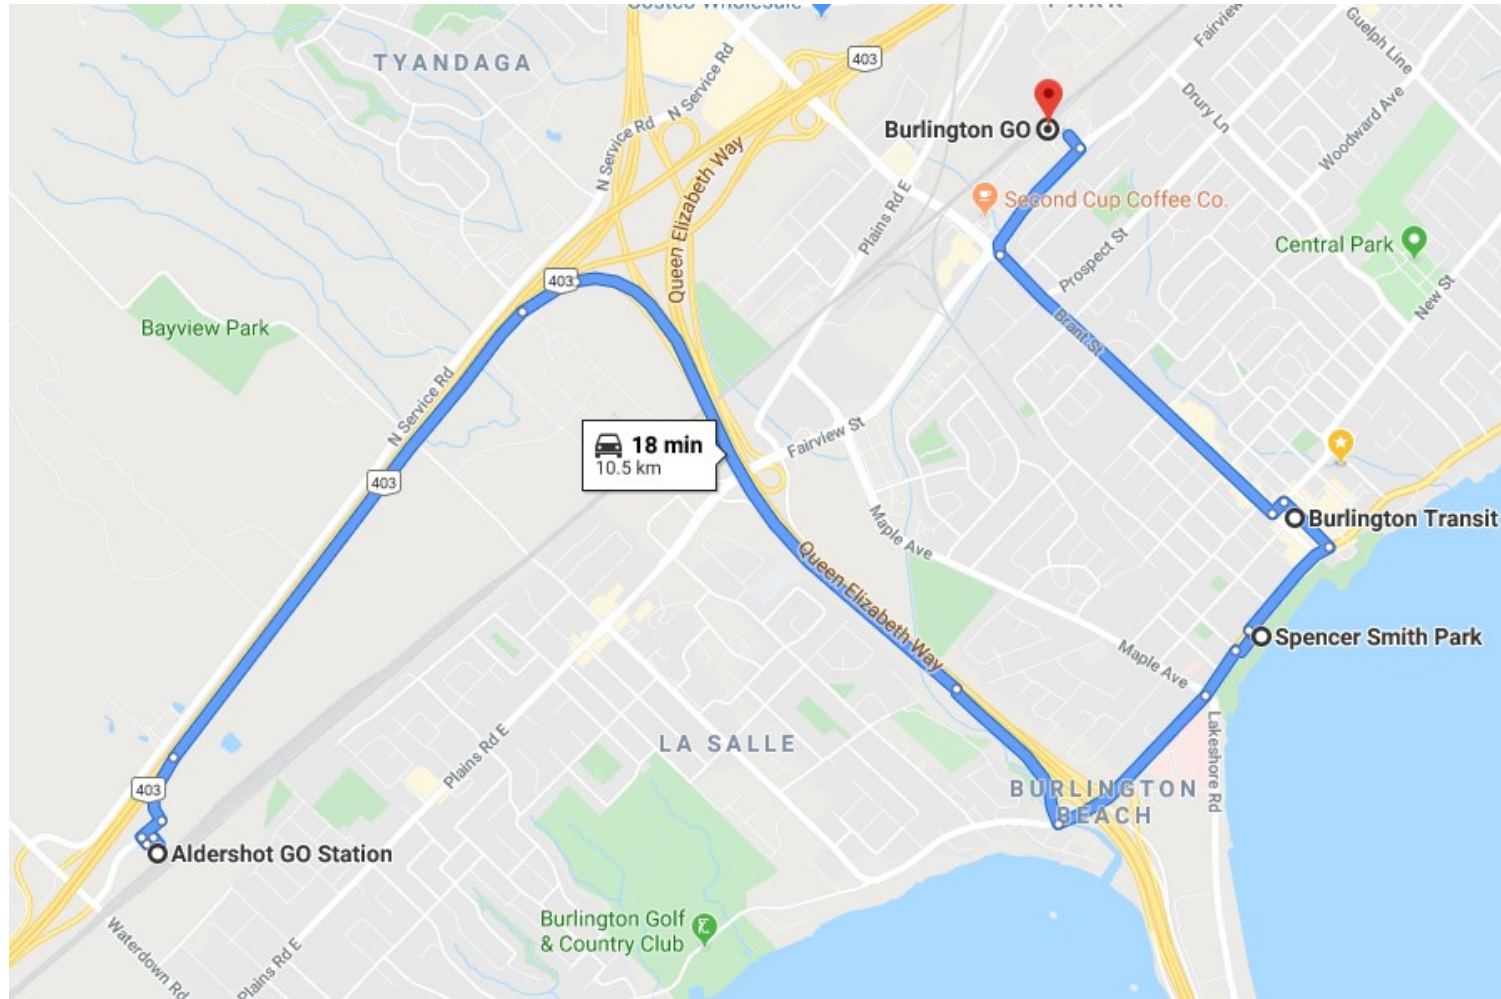 Costco Wholesale
PARK
Fairview
Guelph Line
TYANDAGA
403
N Service Rd
N Service Rd
Drury Ln
Woodward Ave
Burlington GO
Queen Elizabeth Way
Plains Rd E
Second Cup Coffee Co.
Prospect St
Central Park
New St
403
Bayview Park
Brant St
N Service Rd
18 min
10.5 km
Fairview St
403
Maple Ave
Burlington Transit
Queen Elizabeth Way
Spencer Smith Park
Maple Ave
LA SALLE
Plains Rd E
Lakeshore Rd
403
BURLINGTON
BEACH
Aldershot GO Station
Burlington Golf
& Country Club
Waterdown Rd
Plains Rd E